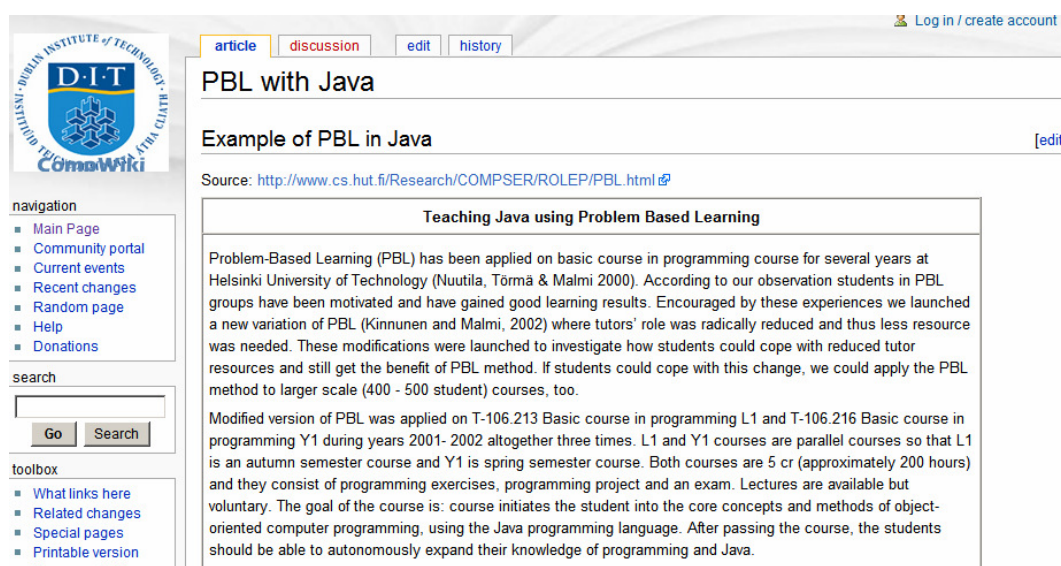 Log in / create account
DUBLIN INSTITUTE of TECHNOLOGY
D·I·T
ComoWiki
article discussion edit history
PBL with Java
Example of PBL in Java
[edit
Source: http://www.cs.hut.fi/Research/COMPSER/ROLEP/PBL.html
Teaching Java using Problem Based Learning
Problem-Based Learning (PBL) has been applied on basic course in programming course for several years at
Helsinki University of Technology (Nuutila, Törmä & Malmi 2000). According to our observation students in PBL
groups have been motivated and have gained good learning results. Encouraged by these experiences we launched
a new variation of PBL (Kinnunen and Malmi, 2002) where tutors' role was radically reduced and thus less resource
was needed. These modifications were launched to investigate how students could cope with reduced tutor
resources and still get the benefit of PBL method. If students could cope with this change, we could apply the PBL
method to larger scale (400 - 500 student) courses, too.
Modified version of PBL was applied on T-106.213 Basic course in programming L1 and T-106.216 Basic course in
programming Y1 during years 2001- 2002 altogether three times. L1 and Y1 courses are parallel courses so that L1
is an autumn semester course and Y1 is spring semester course. Both courses are 5 cr (approximately 200 hours)
and they consist of programming exercises, programming project and an exam. Lectures are available but
voluntary. The goal of the course is: course initiates the student into the core concepts and methods of object-
oriented computer programming, using the Java programming language. After passing the course, the students
should be able to autonomously expand their knowledge of programming and Java.
navigation
Main Page
Community portal
Current events
Recent changes
Random page
Help
Donations
search
Go Search
toolbox
What links here
Related changes
Special pages
Printable version